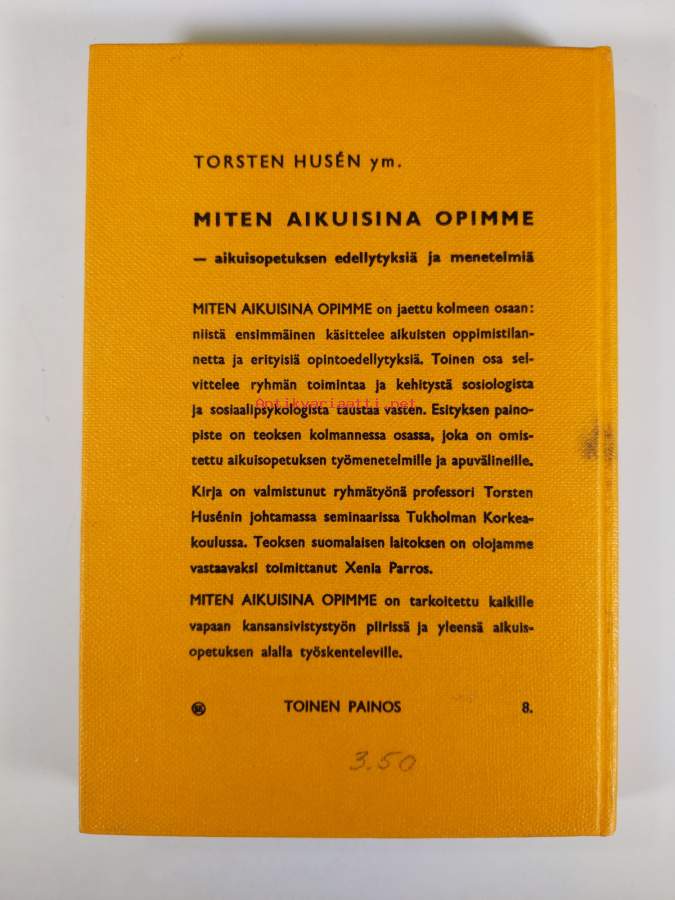 TORSTEN HUSÉN ym.
MITEN AIKUISINA OPIMME
— aikuisopetuksen edellytyksiä ja menetelmiä
MITEN AIKUISINA OPIMME on jaettu kolmeen osaan:
niistä ensimmäinen käsittelee aikuisten oppimistilan-
netta ja erityisiä opintoedellytyksiä. Toinen osa sel-
vittelee ryhmän toimintaa ja kehitystä sosiologista
Antikvariaatti.net
ja sosiaalipsykologista taustaa vasten. Esityksen paino-
piste on teoksen kolmannessa osassa, joka on omis-
tettu aikuisopetuksen työmenetelmille ja apuvälineille.
Kirja on valmistunut ryhmätyönä professori Torsten
Husénin johtamassa seminaarissa Tukholman Korkea-
koulussa. Teoksen suomalaisen laitoksen on olojamme
vastaavaksi toimittanut Xenia Parros.
MITEN AIKUISINA OPIMME on tarkoitettu kaikille
vapaan kansansivistystyön piirissä ja yleensä aikuis-
opetuksen alalla työskenteleville.
TOINEN PAINOS 8.
3.50